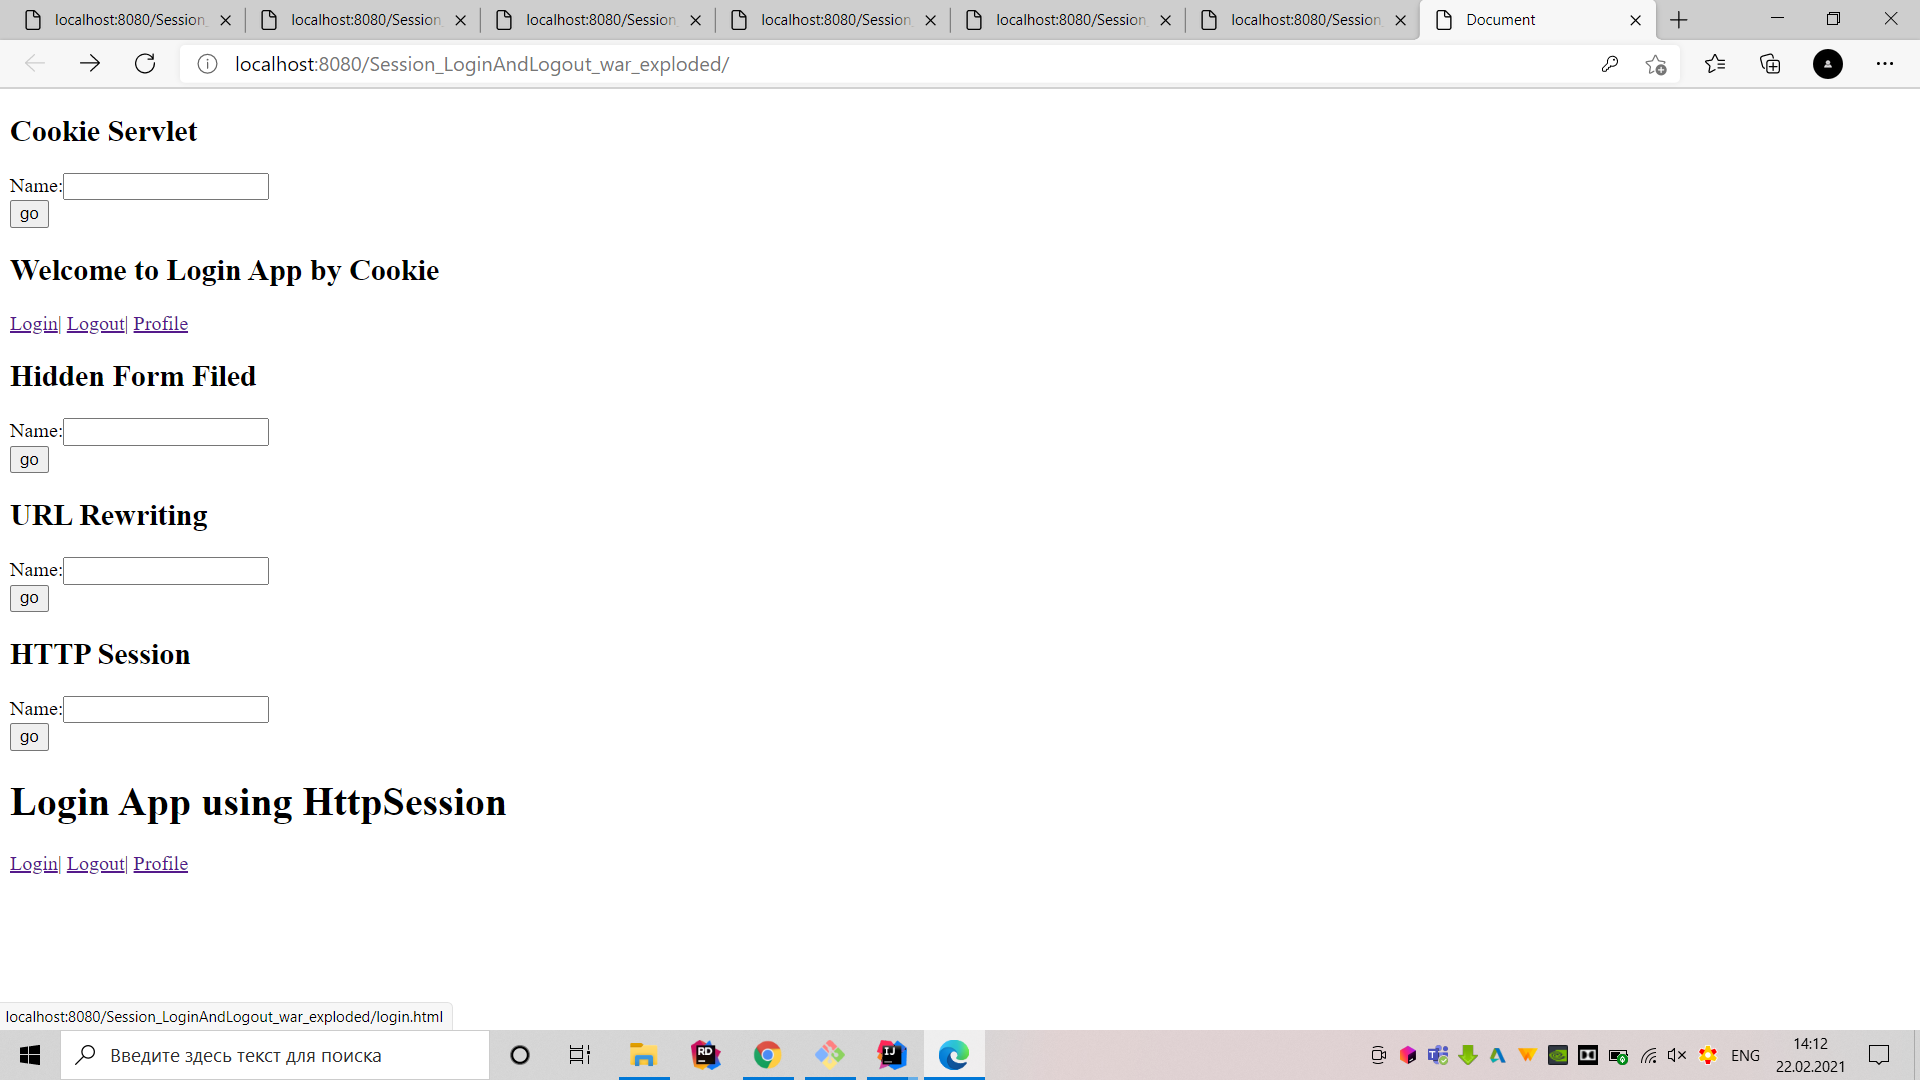 localhost:8080/Session
localhost:8080/Session
localhost:8080/Session
localhost:8080/Session
localhost:8080/Session
localhost:8080/Session
Document
localhost:8080/Session_LoginAndLogout_war_exploded/
Cookie Servlet
Name:
go
Welcome to Login App by Cookie
Login| Logout| Profile
Hidden Form Filed
Name:
go
URL Rewriting
Name:
go
HTTP Session
Name:
go
Login App using HttpSession
Login| Logout| Profile
localhost:8080/Session_LoginAndLogout_war_exploded/login.html
Введите здесь текст для поиска
RD
IJ
ENG
14:12
22.02.2021